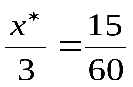 x*/3 = 15/60